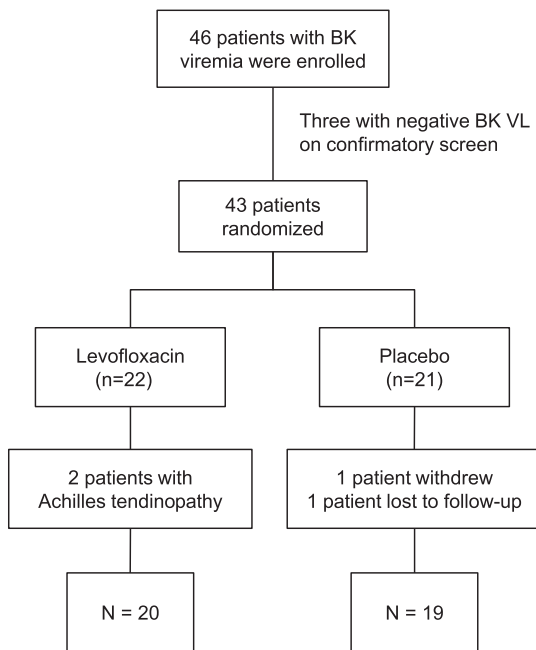 46 patients with BK
viremia were enrolled
Three with negative BK VL
on confirmatory screen
43 patients
randomized
Levofloxacin
(n=22)
Placebo
(n=21)
2 patients with
Achilles tendinopathy
1 patient withdrew
1 patient lost to follow-up
N = 20
N = 19